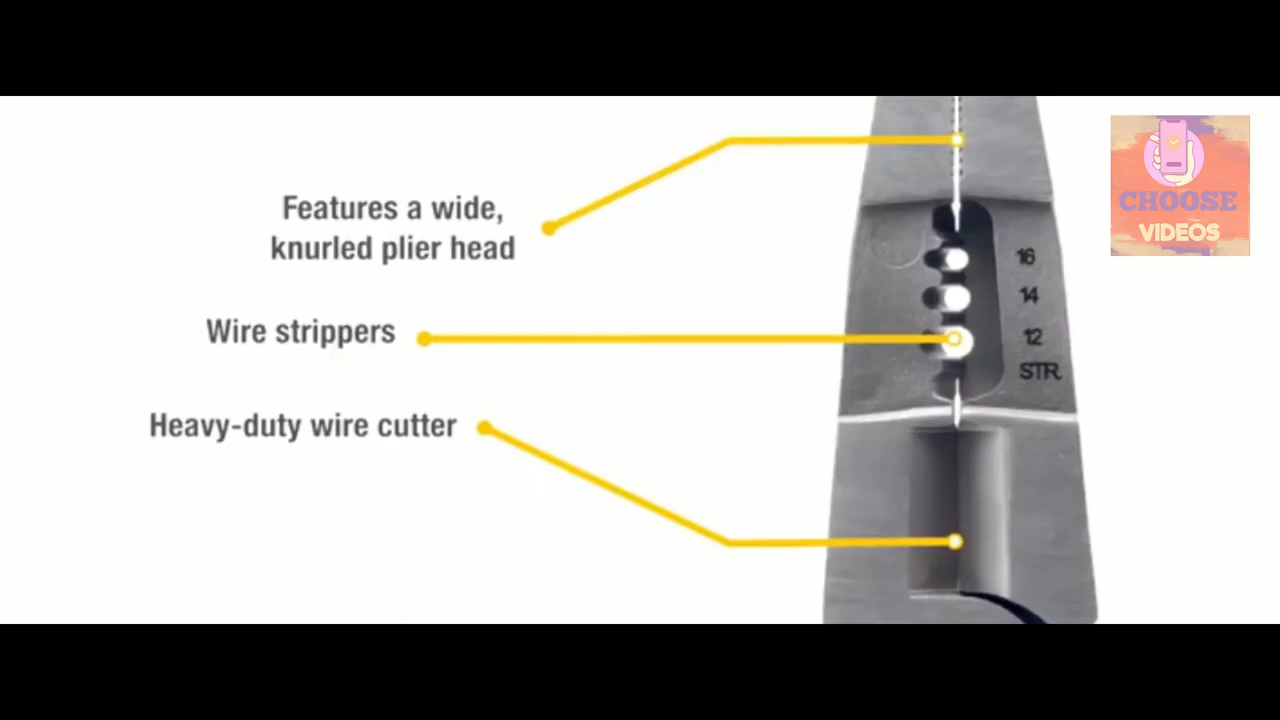 Features a wide,
knurled plier head
Wire strippers
Heavy-duty wire cutter
16
14
12
STR
CHOOSE
VIDEOS